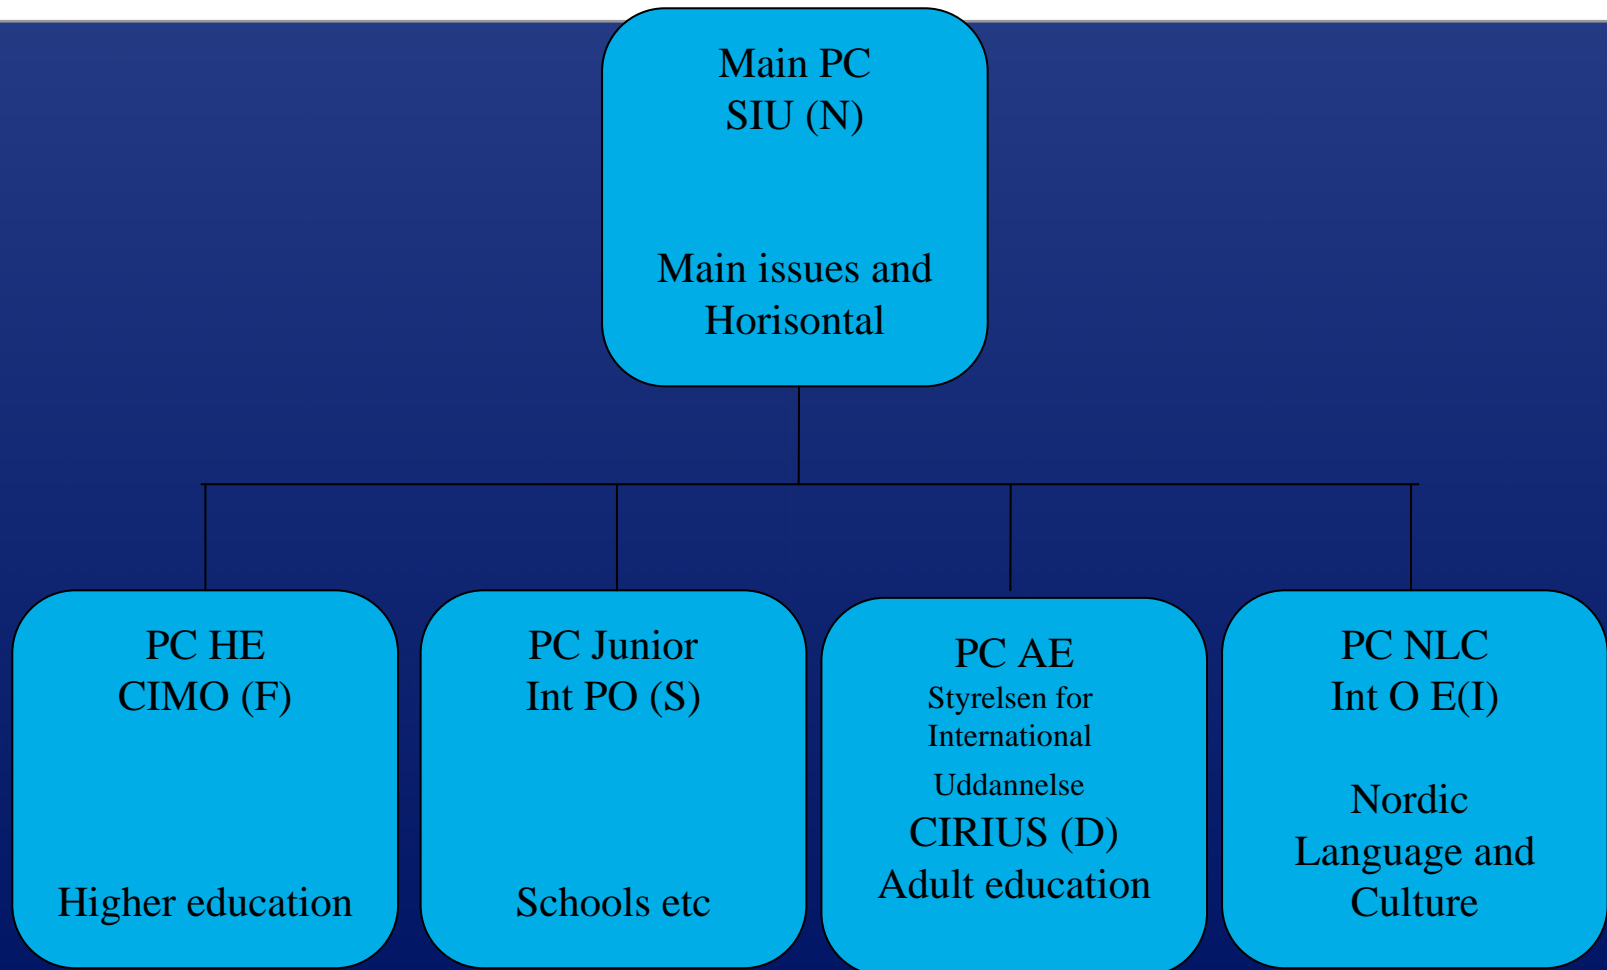 Main PC
SIU (N)
Main issues and
Horisontal
PC HE
CIMO (F)
Higher education
PC Junior
Int PO (S)
Schools etc
PC AE
Styrelsen for
International
Uddannelse
CIRIUS (D)
Adult education
PC NLC
Int O E(I)
Nordic
Language and
Culture